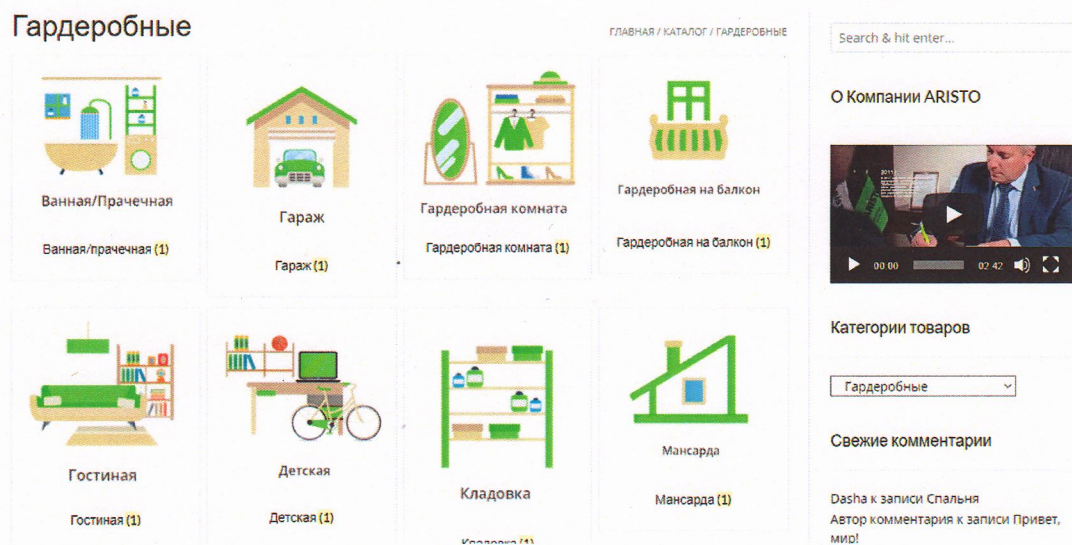 Гардеробные
ГЛАВНАЯ / КАТАЛОГ / ГАРДЕРОБНЫЕ
Ванная/Прачечная
Гараж
Гардеробная комната
Гардеробная на балкон
Ванная/прачечная (1)
Гараж (1)
Гардеробная комната (1)
Гардеробная на балкон (1)
Гостиная
Детская
Кладовка
Мансарда
Гостиная (1)
Детская (1)
Кладовка (1)
Мансарда (1)
Search & hit enter...
О Компании ARISTO
00:00
02:42
Категории товаров
Гардеробные
Свежие комментарии
Dasha к записи Спальня
Автор комментария к записи Привет,
мир!